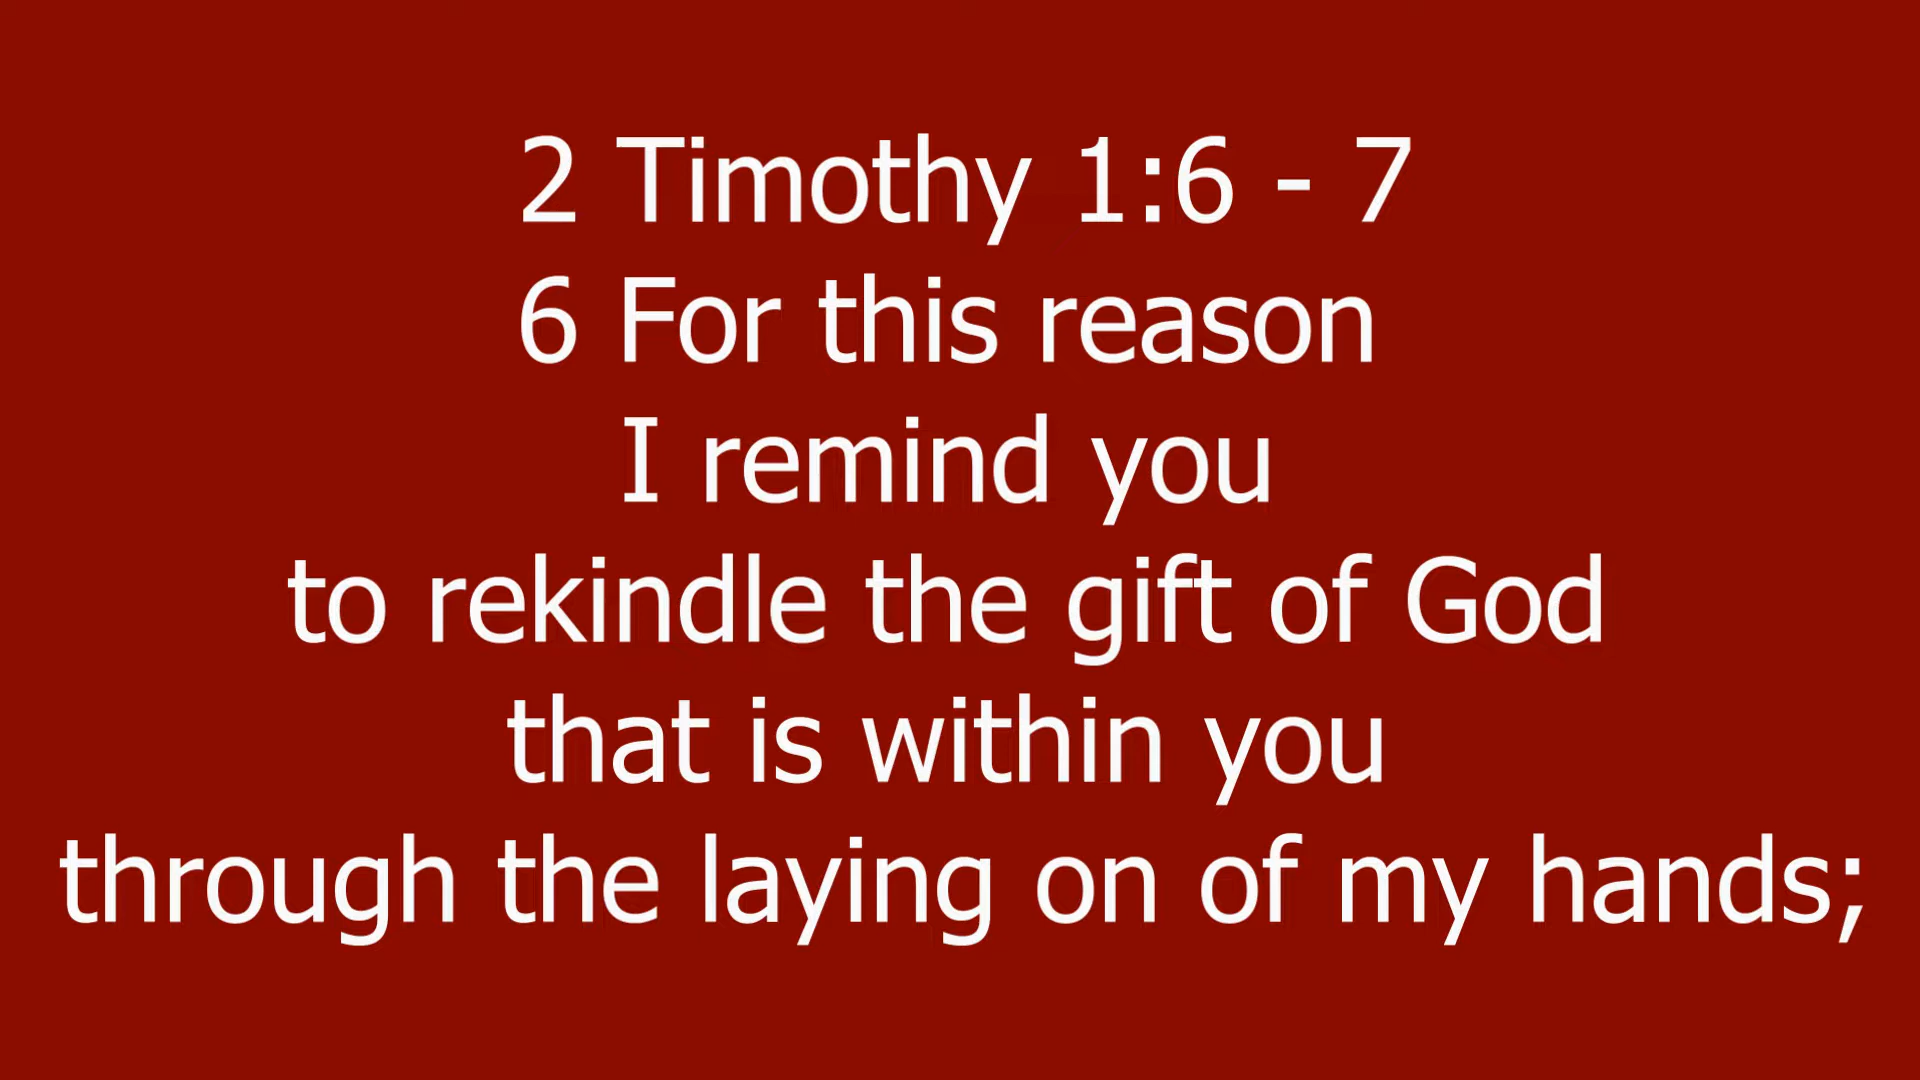 2 Timothy 1:6 - 7
6 For this reason
I remind you
to rekindle the gift of God
that is within you
through the laying on of my hands;